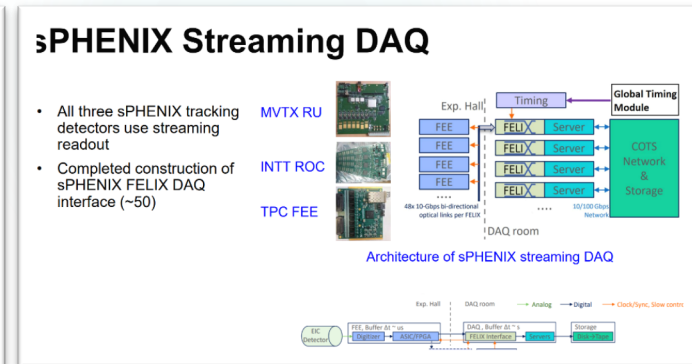 sPHENIX Streaming DAQ
• All three sPHENIX tracking
detectors use streaming
readout
• Completed construction of
sPHENIX FELIX DAQ
interface (~50)
MVTX RU
INTT ROC
TPC FEE
Exp. Hall
Timing
Global Timing
Module
FEE
FEE
FEE
FEE
....
FELIX Server
FELIX Server
FELIX Server
FELIX Server
....
COTS
Network
&
Storage
48x 10-Gbps bi-directional
optical links per FELIX
10/100 Gbps
Network
DAQ room
Architecture of sPHENIX streaming DAQ
Exp. Hall
DAQ room
Analog
Digital
Clock/Sync, Slow contrc
EIC
Detector
FEE, Buffer Δt ~ us
Digitizer
ASIC/FPGA
DAQ , Buffer Δt ~ s
FELIX Interface
Servers
Storage
Disk→Tape